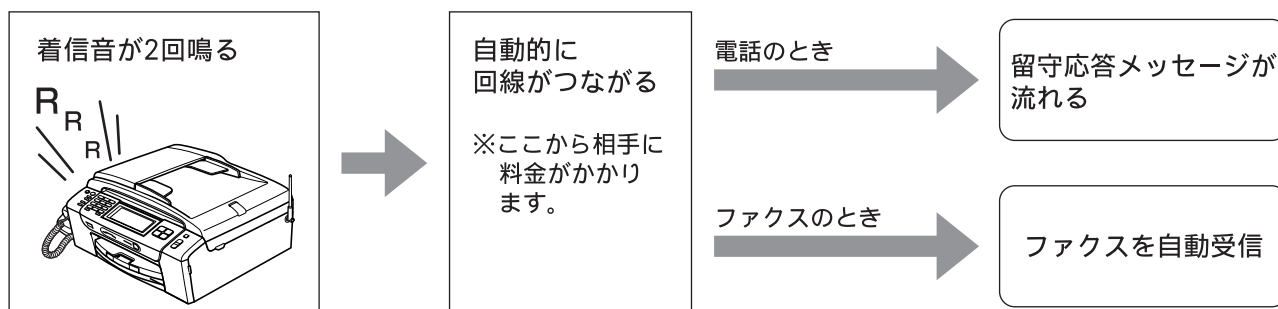 着信音が2回鳴る
R
R
R
自動的に
回線がつながる
※ここから相手に
料金がかかり
ます。
電話のとき
留守応答メッセージが
流れる
ファクスのとき
ファクスを自動受信